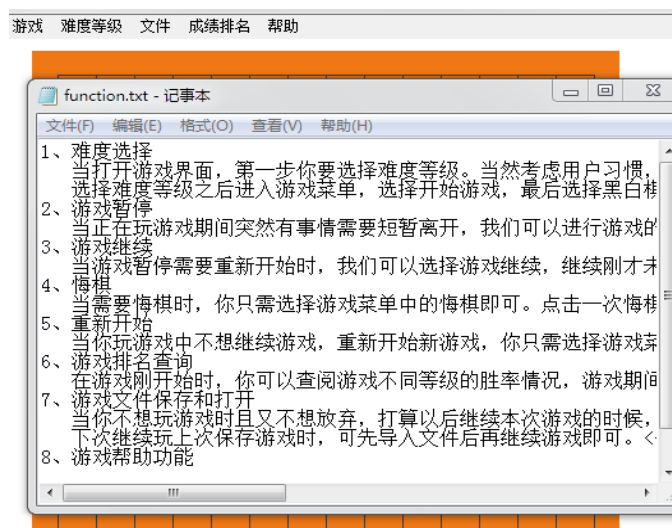 游戏 难度等级 文件 成绩排名 帮助
function.txt - 记事本
文件(F) 编辑(E) 格式(O) 查看(V) 帮助(H)
1、难度选择
当打开游戏界面，第一步你要选择难度等级。当然考虑用户习惯，
选择难度等级之后进入游戏菜单，选择开始游戏，最后选择黑白棋
2、游戏暂停
当正在玩游戏期间突然有事情需要短暂离开，我们可以进行游戏的
3、游戏继续
当游戏暂停需要重新开始时，我们可以选择游戏继续，继续刚才未
4、悔棋
当需要悔棋时，你只需选择游戏菜单中的悔棋即可。点击一次悔棋
5、重新开始
当你玩游戏中不想继续游戏，重新开始新游戏，你只需选择游戏菜
6、游戏排名查询
在游戏刚开始时，你可以查阅游戏不同等级的胜率情况，游戏期间
7、游戏文件保存和打开
当你不想玩游戏时且又不想放弃，打算以后继续本次游戏的时候，
下次继续玩上次保存游戏时，可先导入文件后再继续游戏即可。<
8、游戏帮助功能